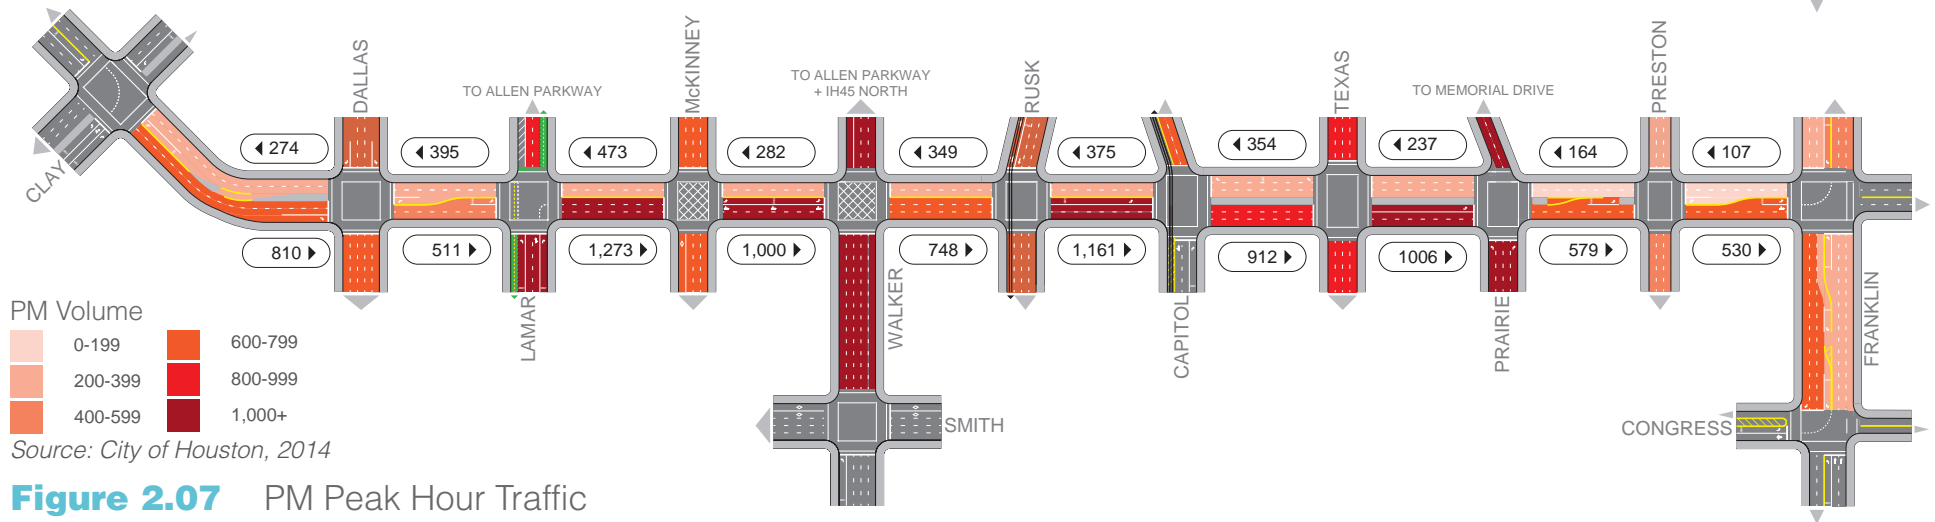 CLAY
DALLAS
TO ALLEN PARKWAY
McKINNEY
TO ALLEN PARKWAY
+ IH45 NORTH
RUSK
TEXAS
TO MEMORIAL DRIVE
PRESTON
274
395
473
282
349
375
354
237
164
107
810
511
1,273
1,000
748
1,161
912
1006
579
530
LAMAR
WALKER
CAPITOL
PRAIRIE
FRANKLIN
SMITH
CONGRESS
PM Volume
0-199
200-399
400-599
600-799
800-999
1,000+
Source: City of Houston, 2014
Figure 2.07 PM Peak Hour Traffic